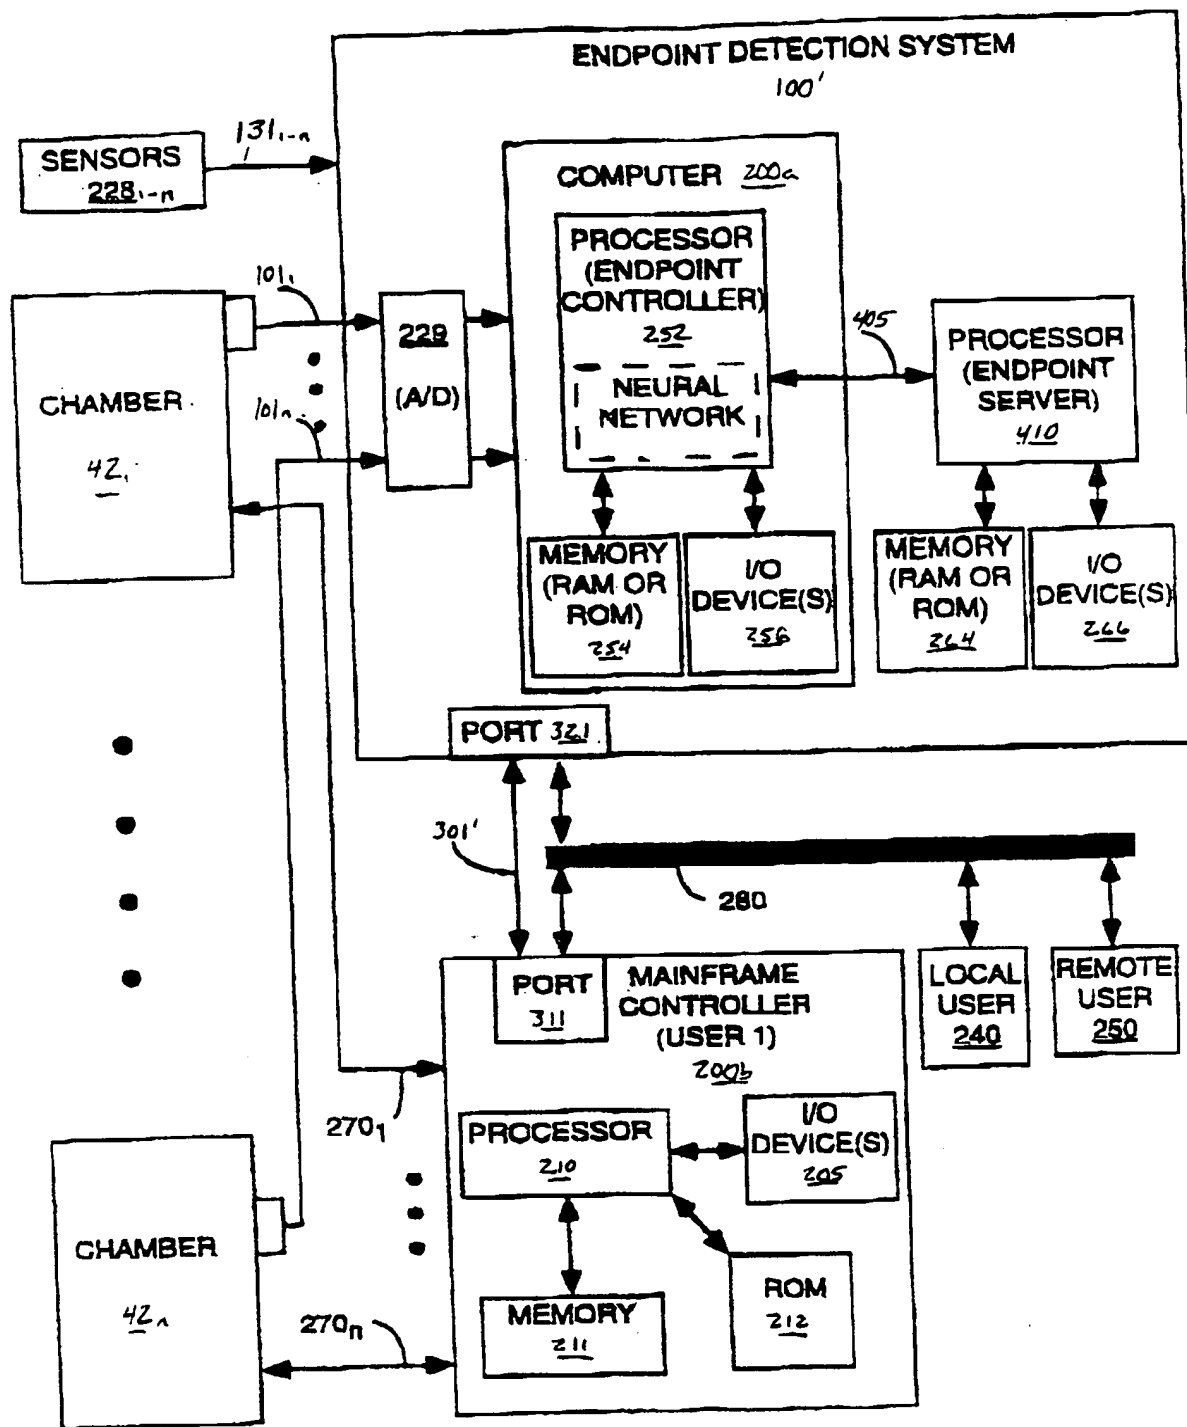 ENDPOINT DETECTION SYSTEM
100'
131₁₋ₙ
SENSORS
228₁₋ₙ
COMPUTER 200a
PROCESSOR
(ENDPOINT
CONTROLLER)
252
NEURAL
NETWORK
101₁
229
(A/D)
405
PROCESSOR
(ENDPOINT
SERVER)
410
CHAMBER
42₁
101ₙ
MEMORY
(RAM OR
ROM)
254
I/O
DEVICE(S)
256
MEMORY
(RAM OR
ROM)
264
I/O
DEVICE(S)
266
PORT 321
301'
280
PORT
311
MAINFRAME
CONTROLLER
(USER 1)
200b
LOCAL
USER
240
REMOTE
USER
250
270₁
PROCESSOR
210
I/O
DEVICE(S)
205
CHAMBER
42ₙ
270ₙ
MEMORY
211
ROM
212